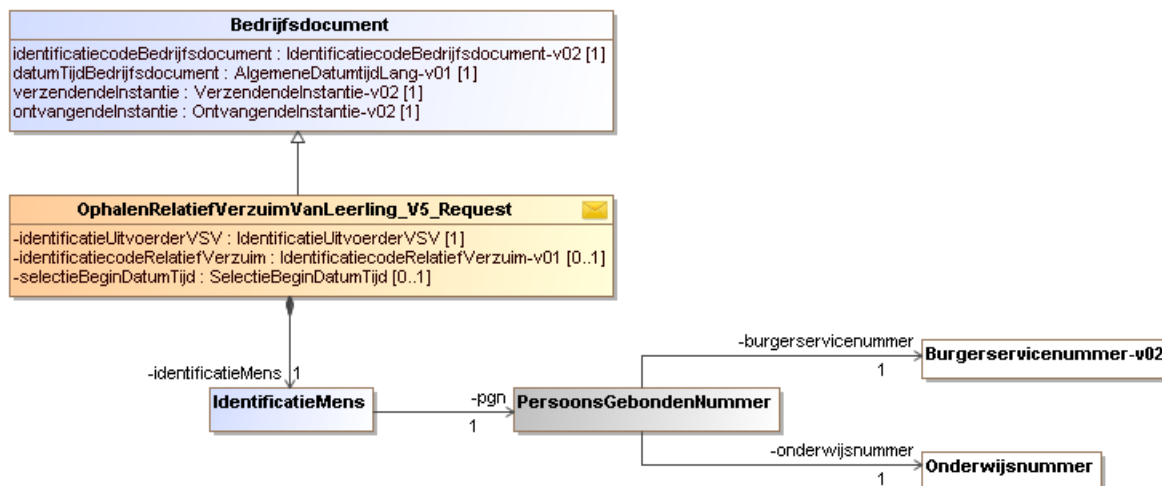 Bedrijfsdocument
identificatiecodeBedrijfsdocument : IdentificatiecodeBedrijfsdocument-v02 [1]
datumTijdBedrijfsdocument : AlgemeneDatumtijdLang-v01 [1]
verzendendeInstantie : VerzendendeInstantie-v02 [1]
ontvangendeInstantie : OntvangendeInstantie-v02 [1]
OphalenRelatiefVerzuimVanLeerling_V5_Request
-identificatieUitvoerderVSV : IdentificatieUitvoerderVSV [1]
-identificatiecodeRelatiefVerzuim : IdentificatiecodeRelatiefVerzuim-v01 [0..1]
-selectieBeginDatumTijd : SelectieBeginDatumTijd [0..1]
-identificatieMens 1
IdentificatieMens
-pgn
1
PersoonsGebondenNummer
-burgerservicenummer
1
Burgerservicenummer-v02
-onderwijsnummer
1
Onderwijsnummer